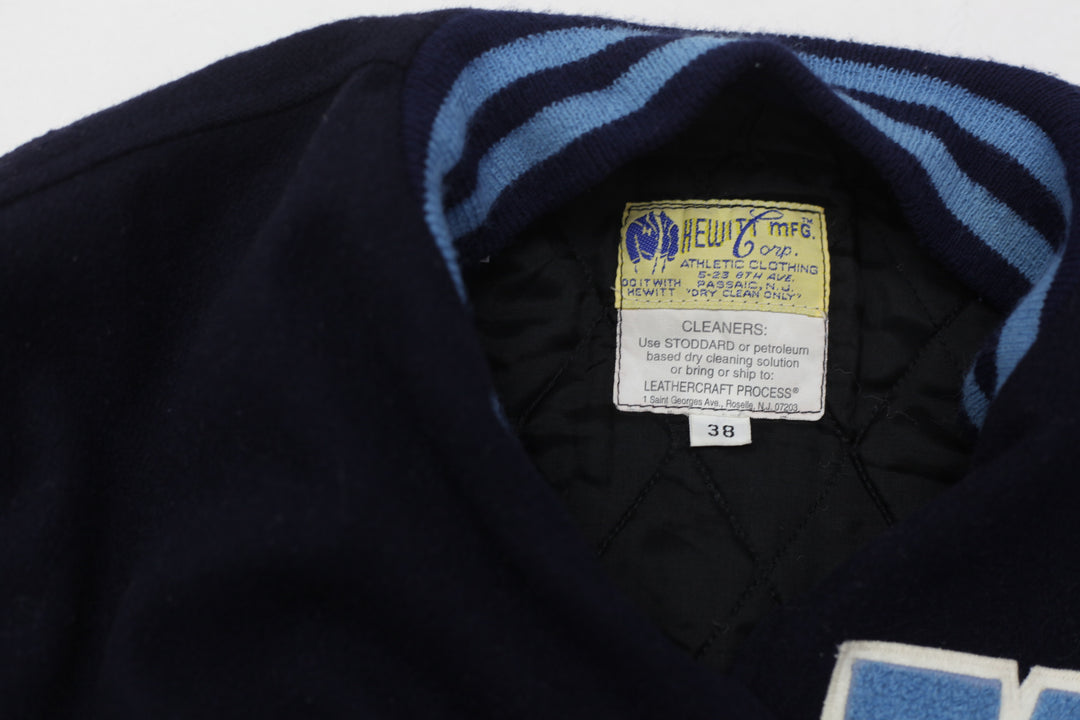 HEWITT MFG.™
Corp.
ATHLETIC CLOTHING
5-23 8TH AVE.
DO IT WITH PASSAIC, N.J.
HEWITT "DRY CLEAN ONLY"
CLEANERS:
Use STODDARD or petroleum
based dry cleaning solution
or bring or ship to:
LEATHERCRAFT PROCESS®
1 Saint Georges Ave., Roselle, N.J. 07203
38